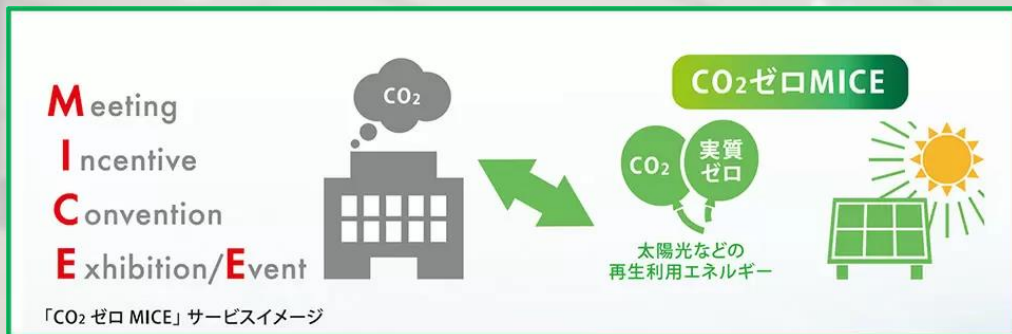 Meeting
Incentive
Convention
Exhibition/Event
CO₂
CO₂ゼロMICE
CO₂
実質
ゼロ
太陽光などの
再生利用エネルギー
「CO₂ ゼロ MICE」サービスイメージ